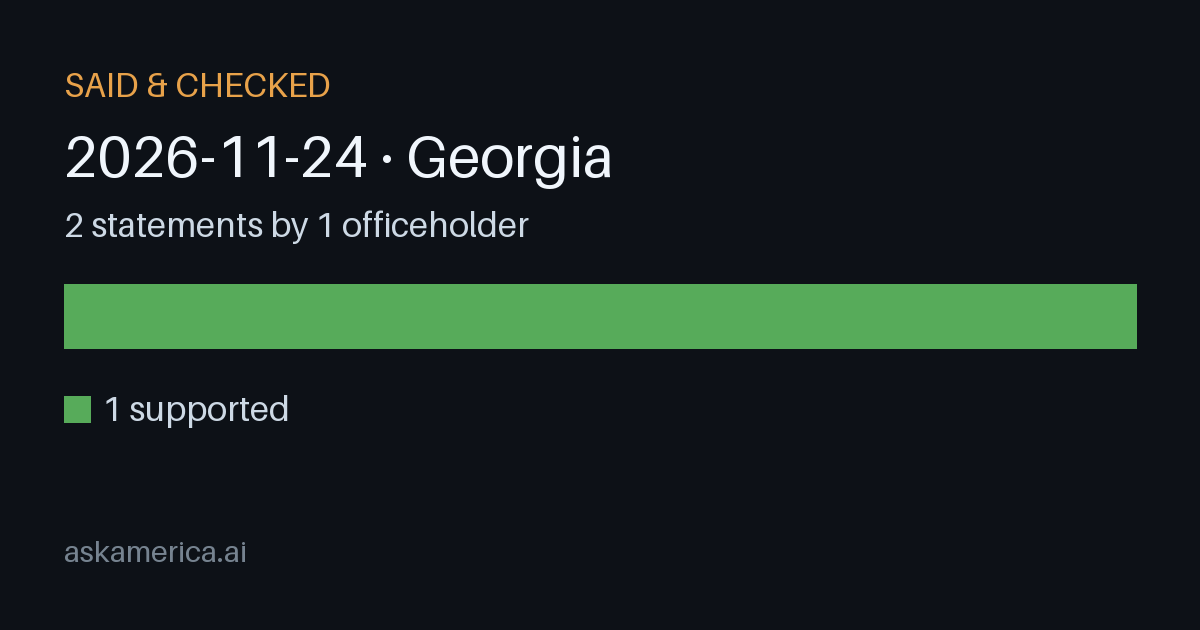 SAID & CHECKED
2026-11-24 · Georgia
2 statements by 1 officeholder
1 supported
askamerica.ai